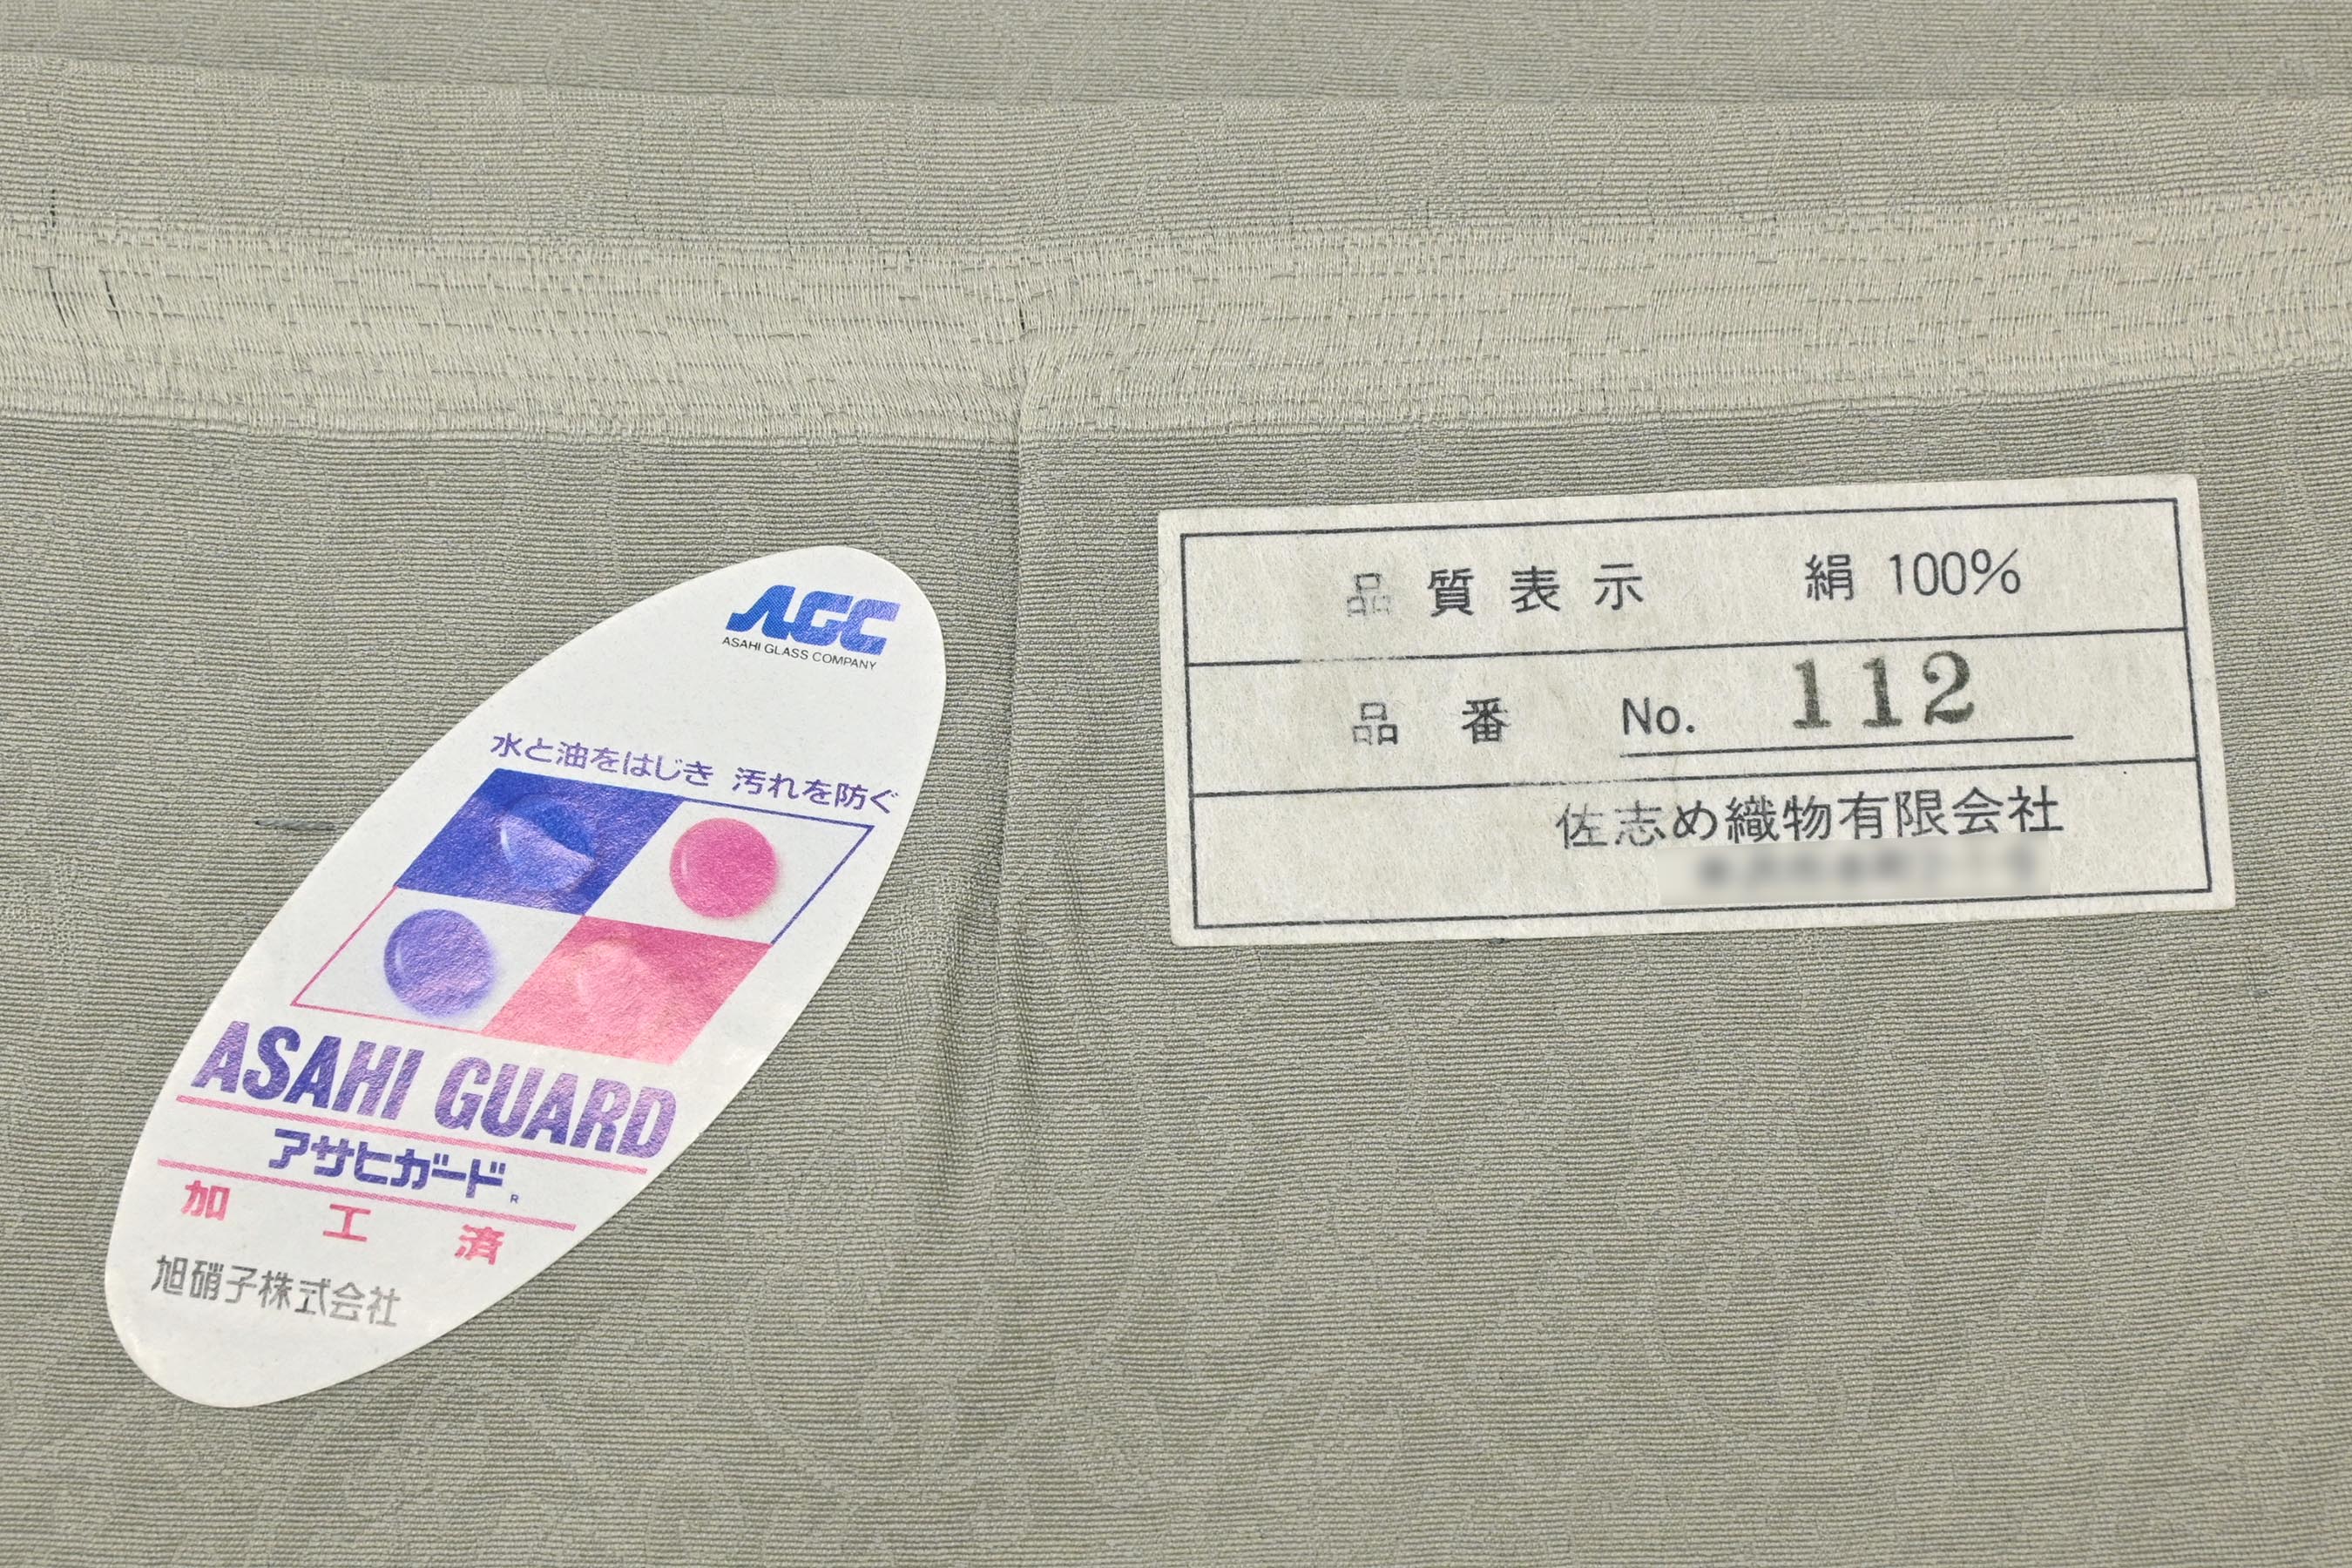 AGC
ASAHI GLASS COMPANY
水と油をはじき 汚れを防ぐ
ASAHI GUARD
アサヒガード®
加工済
旭硝子株式会社
品質表示 絹 100%
品番 No. 112
佐志め織物有限会社